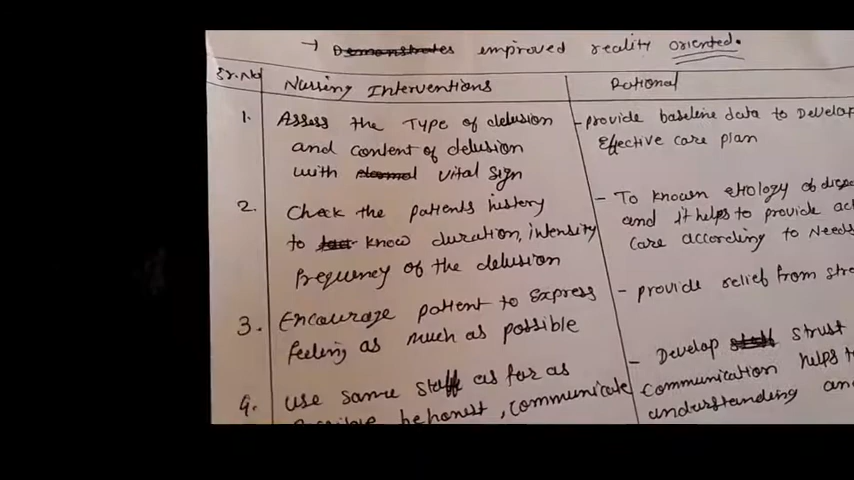 → Demonstrates improved reality oriented.
Sr.No Nursing Interventions Rational
1. Assess the Type of delusion
and content of delusion
with vital sign
- provide baseline data to Develop
Effective care plan
2. Check the patients history
to know duration, intensity
frequency of the delusion
- To known etology of
and it helps to provide
care according to Needs
3. Encourage patient to Express
feeling as much as possible
- provide relief from
4. use same staff as far as
be honest, communicate
- Develop strust
communication helps
understanding